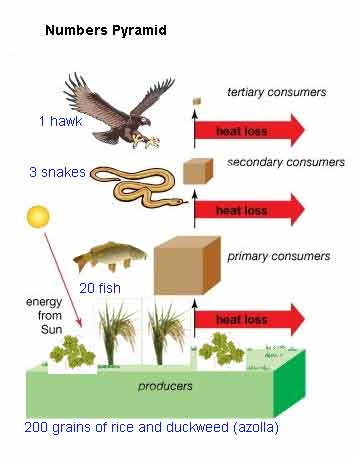 Numbers Pyramid
tertiary consumers
1 hawk
heat loss
secondary consumers
3 snakes
heat loss
primary consumers
20 fish
energy
from
Sun
heat loss
producers
200 grains of rice and duckweed (azolla)